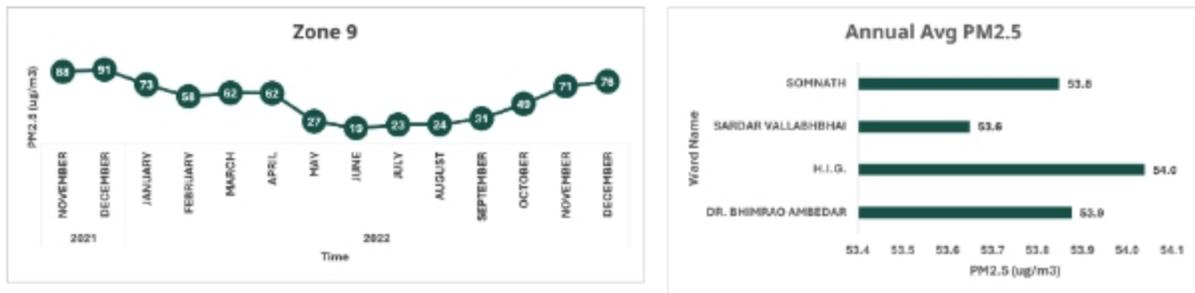 Zone 9
PM2.5 (ug/m3)
88 91 73 58 62 62 27 19 23 24 31 49 71 76
NOVEMBER DECEMBER JANUARY FEBRUARY MARCH APRIL MAY JUNE JULY AUGUST SEPTEMBER OCTOBER NOVEMBER DECEMBER
2021 2022
Time
Annual Avg PM2.5
Ward Name
SOMNATH 53.8
SARDAR VALLABHBHAI 53.6
H.I.G. 54.0
DR. BHIMRAO AMBEDAR 53.9
53.4 53.5 53.6 53.7 53.8 53.9 54.0 54.1
PM2.5 (ug/m3)